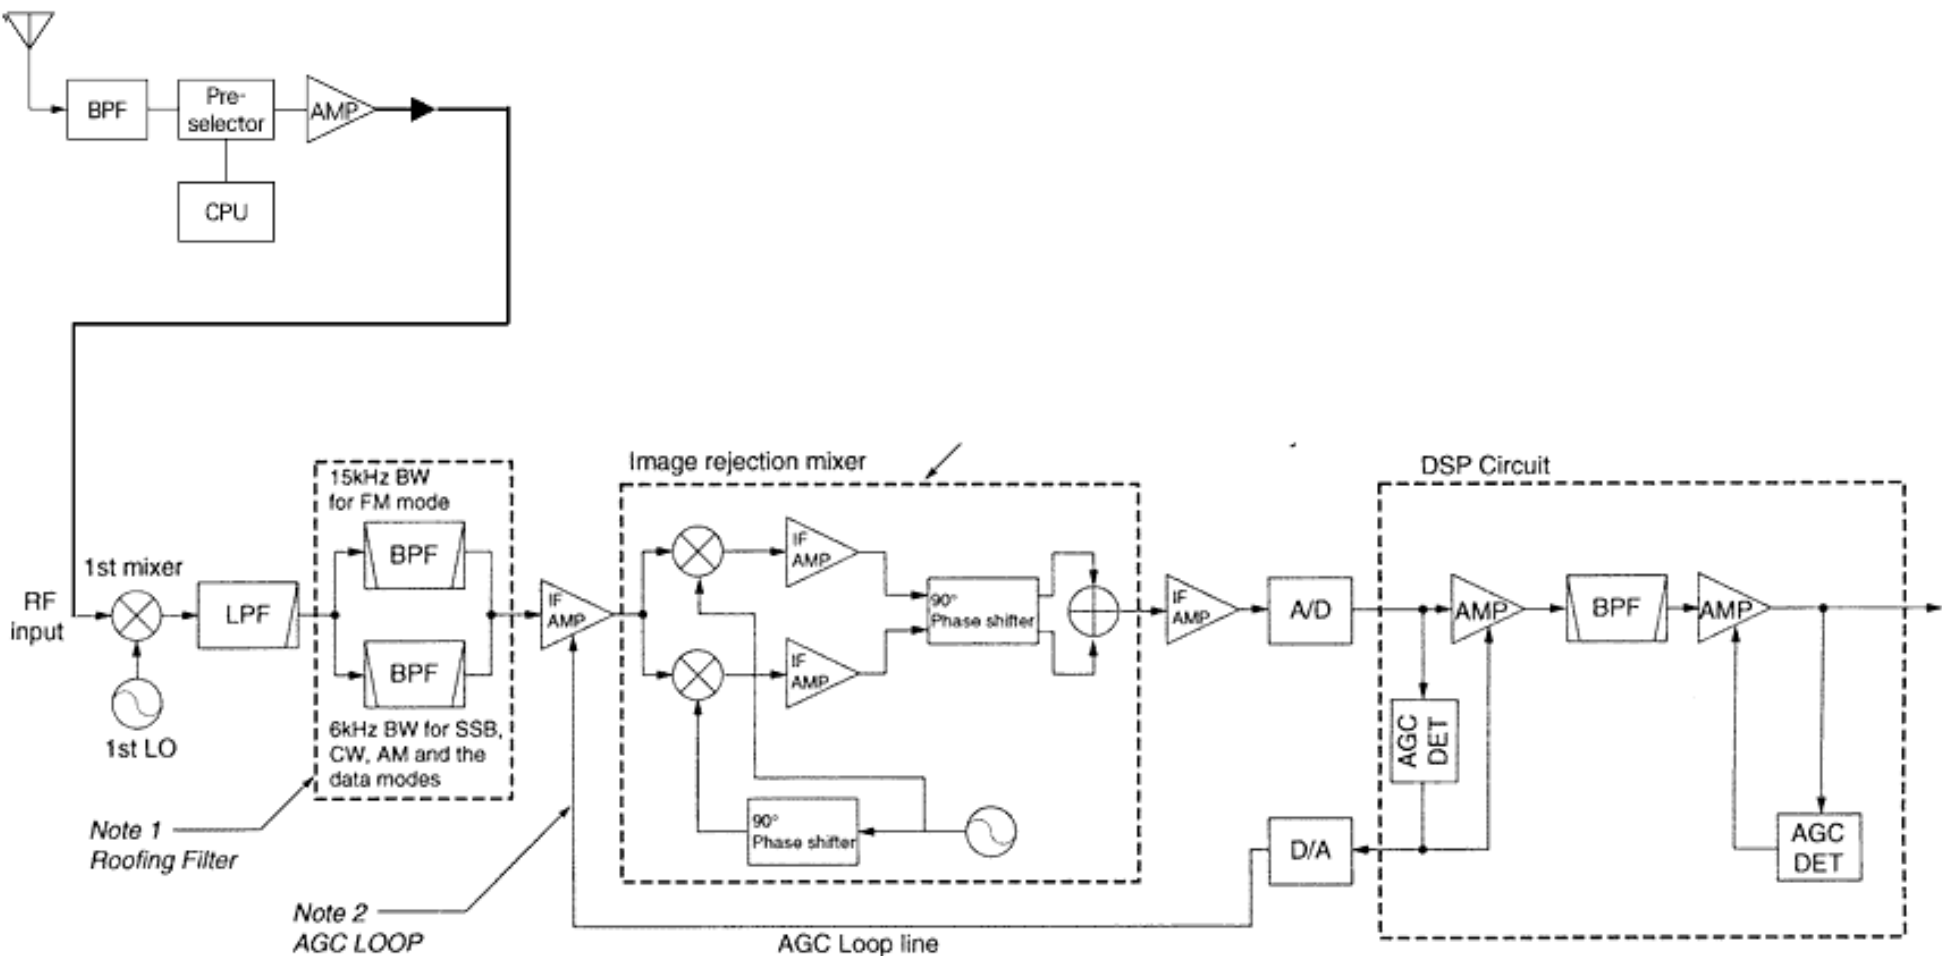 BPF
Pre-
selector
AMP
CPU
Image rejection mixer
DSP Circuit
15kHz BW
for FM mode
BPF
1st mixer
RF
input
LPF
BPF
1st LO
6kHz BW for SSB,
CW, AM and the
data modes
IF
AMP
IF
AMP
IF
AMP
90°
Phase shifter
90°
Phase shifter
IF
AMP
A/D
AMP
BPF
AMP
AGC
DET
D/A
AGC
DET
Note 1
Roofing Filter
Note 2
AGC LOOP
AGC Loop line